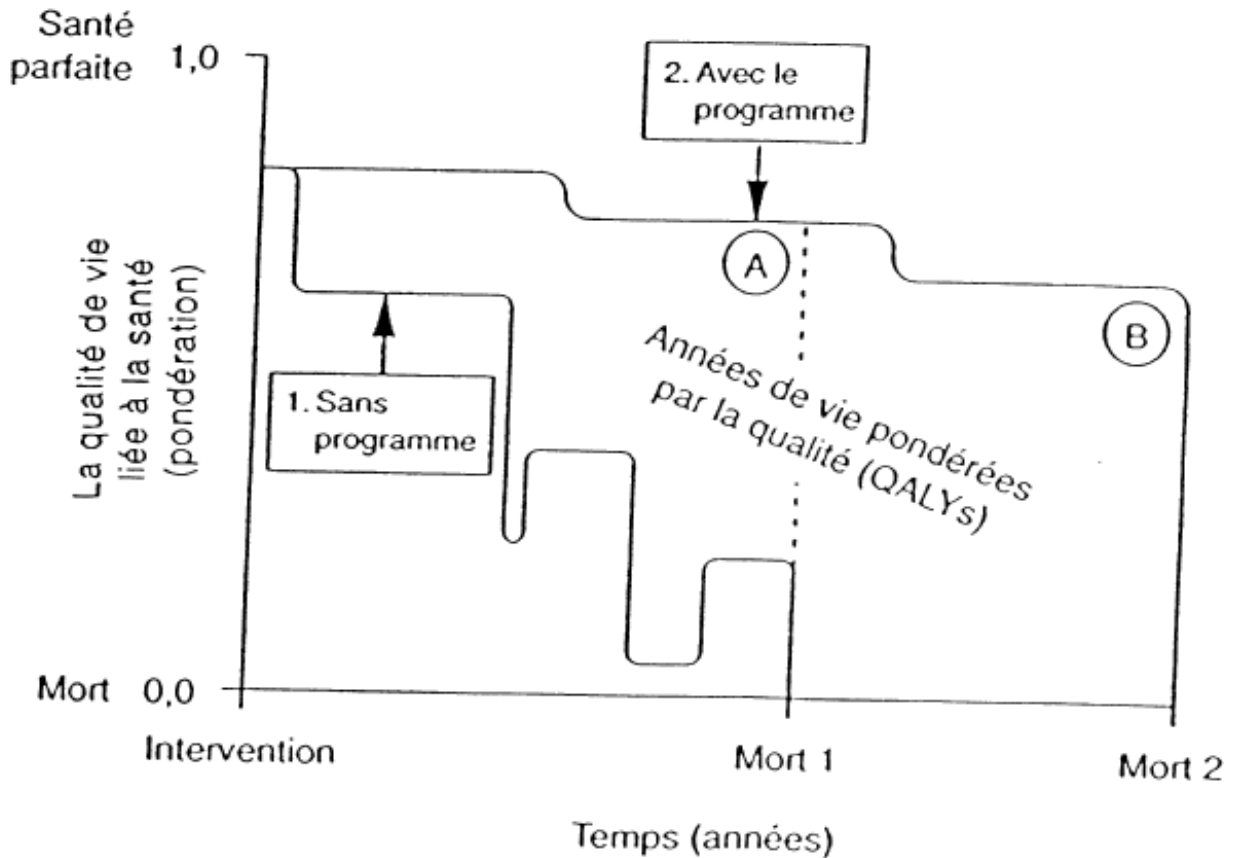 Santé
parfaite 1,0
2. Avec le
programme
La qualité de vie
liée à la santé
(pondération)
A
B
Années de vie pondérées
par la qualité (QALYs)
1. Sans
programme
Mort 0,0
Intervention
Mort 1
Mort 2
Temps (années)